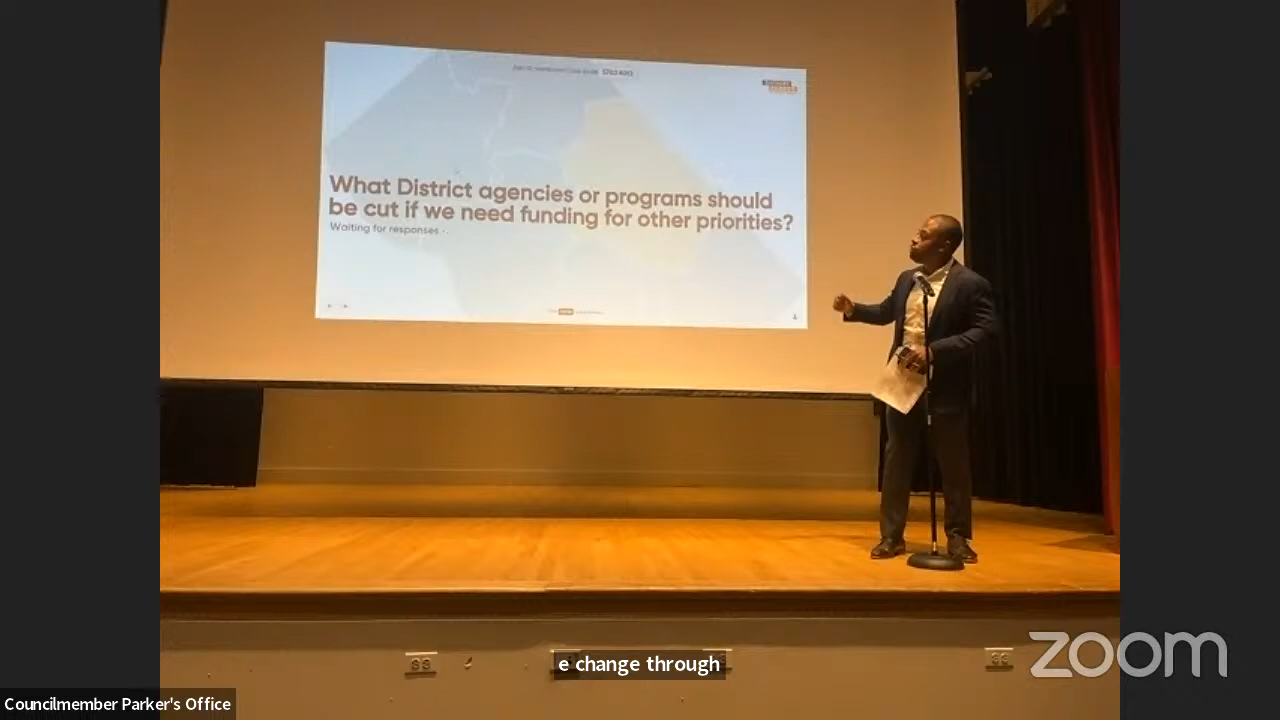 What District agencies or programs should
be cut if we need funding for other priorities?
Waiting for responses
e change through
zoom
Councilmember Parker's Office